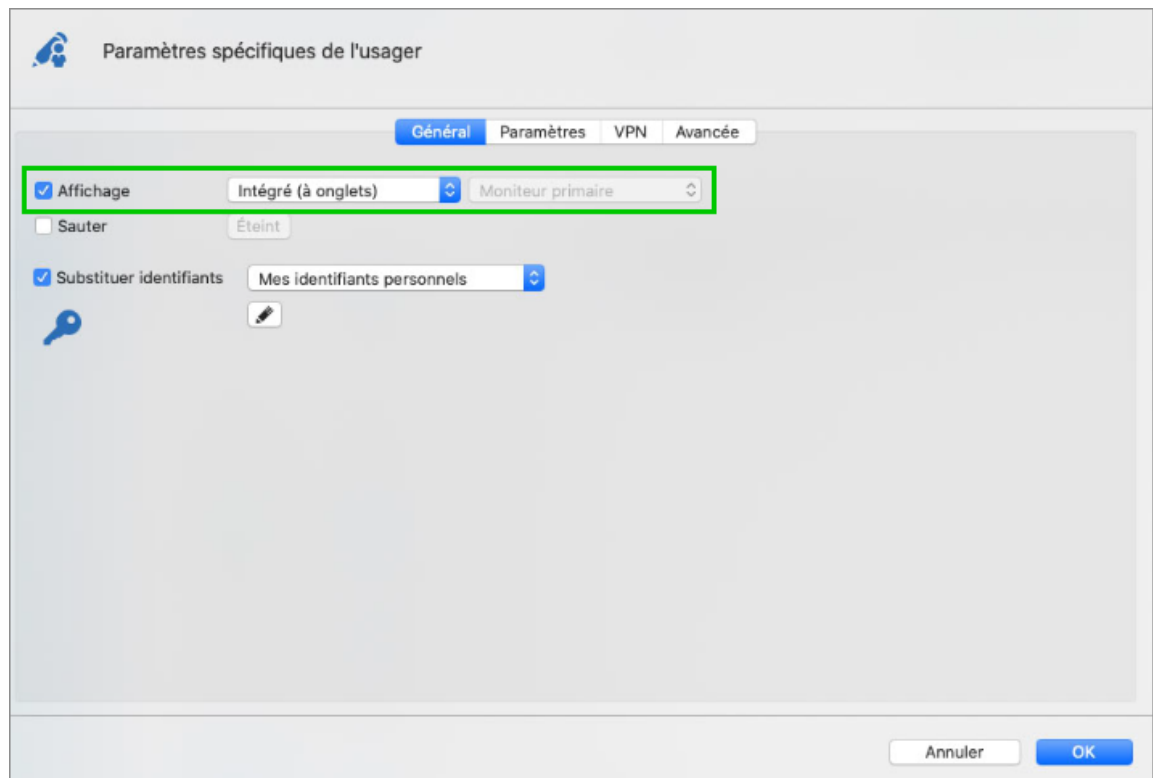 Paramètres spécifiques de l'usager
Général Paramètres VPN Avancée
Affichage Intégré (à onglets) Moniteur primaire
Sauter Éteint
Substituer identifiants Mes identifiants personnels
Annuler OK